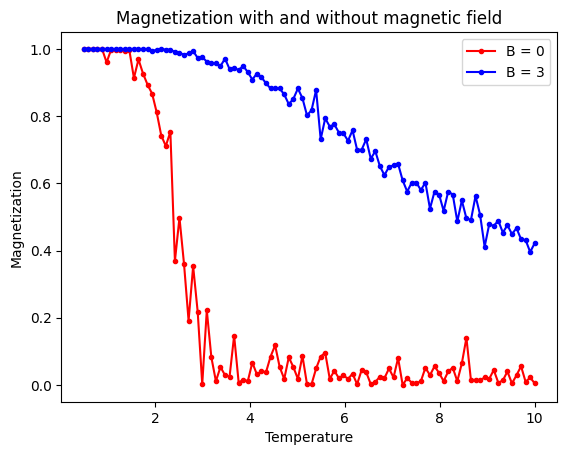 Magnetization with and without magnetic field
B = 0
B = 3
1.0
0.8
0.6
0.4
0.2
0.0
Magnetization
2
4
6
8
10
Temperature